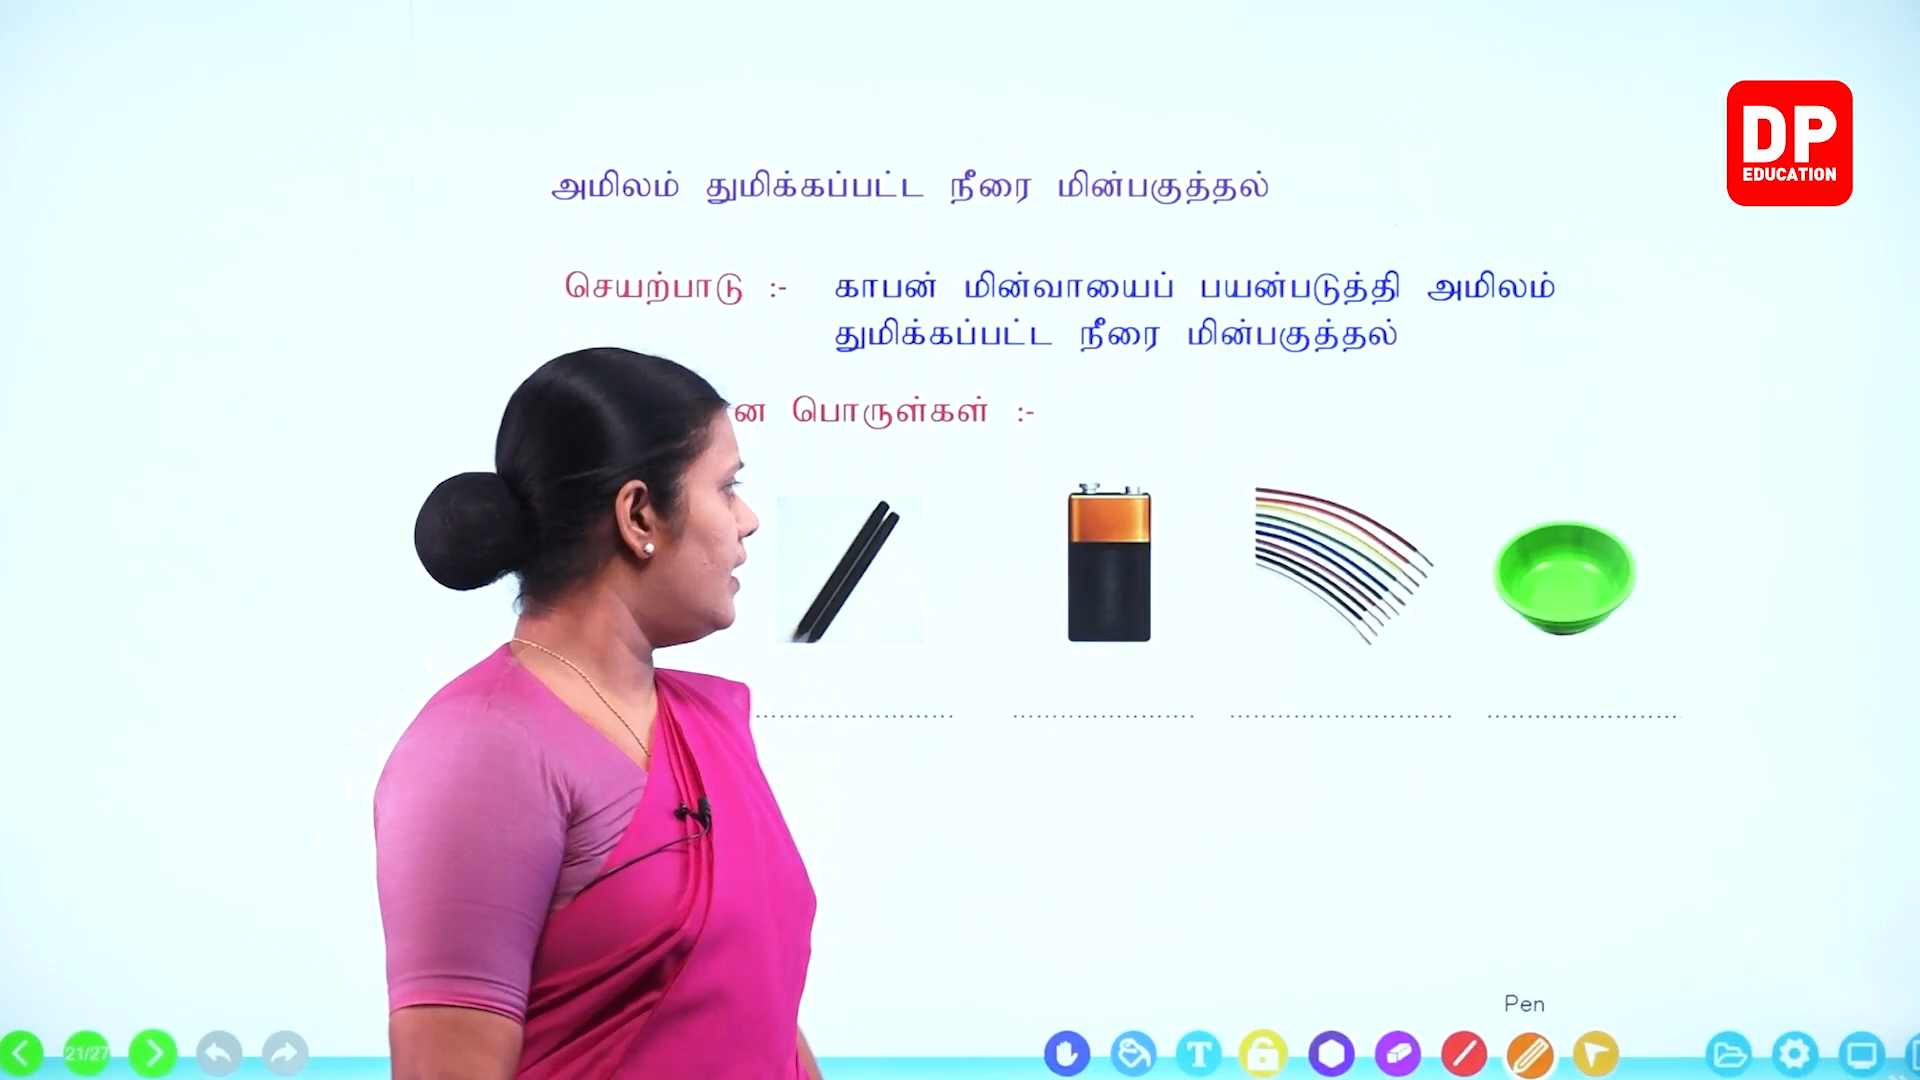 DP
EDUCATION
அமிலம் துமிக்கப்பட்ட நீரை மின்பகுத்தல்
செயற்பாடு :- காபன் மின்வாயைப் பயன்படுத்தி அமிலம்
துமிக்கப்பட்ட நீரை மின்பகுத்தல்
பொருள்கள் :-
Pen
21/27
T